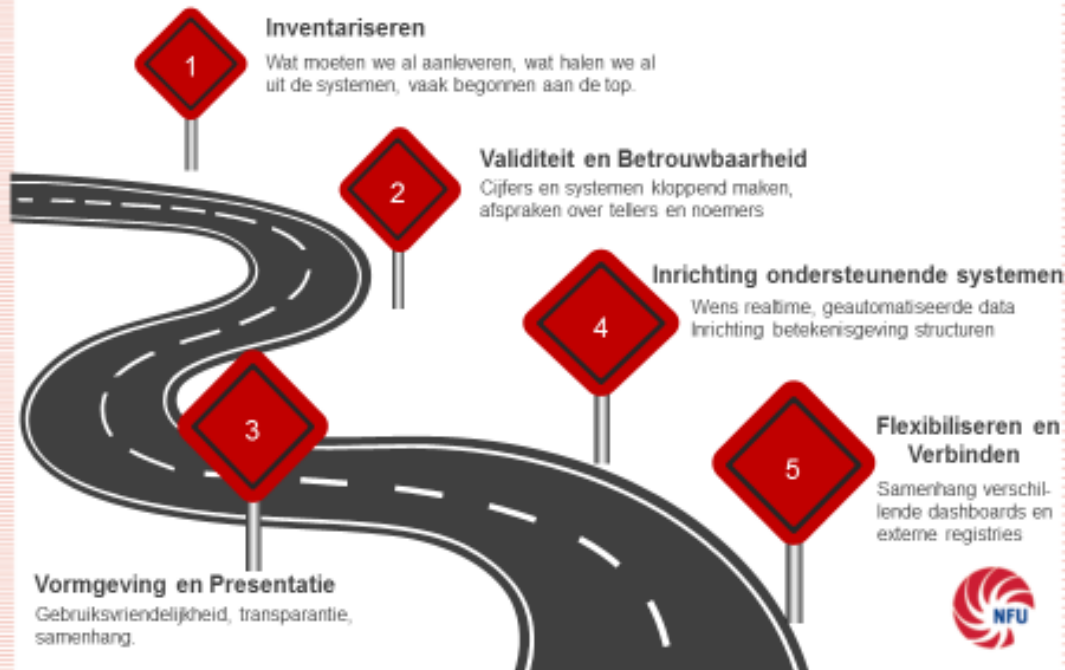 1
Inventariseren
Wat moeten we al aanleveren, wat halen we al
uit de systemen, vaak begonnen aan de top.
2
Validiteit en Betrouwbaarheid
Cijfers en systemen kloppend maken,
afspraken over tellers en noemers
3
Vormgeving en Presentatie
Gebruiksvriendelijkheid, transparantie,
samenhang.
4
Inrichting ondersteunende systemen
Wens realtime, geautomatiseerde data
Inrichting betekenisgeving structuren
5
Flexibiliseren en
Verbinden
Samenhang verschil-
lende dashboards en
externe registries
NFU